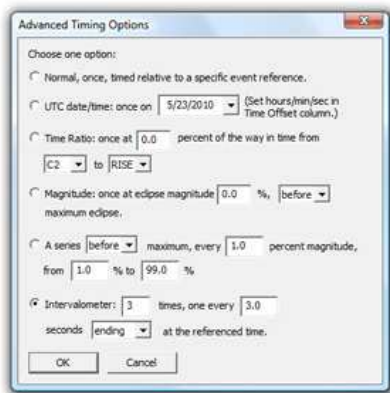 Advanced Timing Options
Choose one option:
Normal, once, timed relative to a specific event reference.
UTC date/time: once on 5/23/2010 (Set hours/min/sec in
Time Offset column.)
Time Ratio: once at 0.0 percent of the way in time from
C2 to RISE
Magnitude: once at eclipse magnitude 0.0 %, before
maximum eclipse.
A series before maximum, every 1.0 percent magnitude,
from 1.0 % to 99.0 %
Intervalometer: 3 times, one every 3.0
seconds ending at the referenced time.
OK Cancel